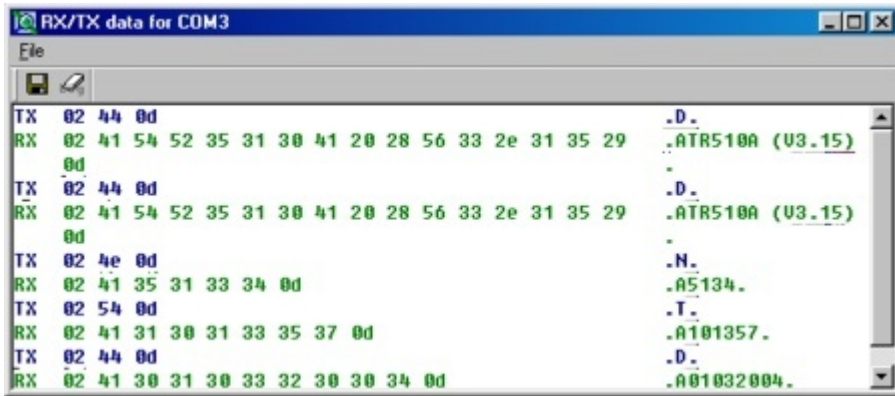 RX/TX data for COM3
File
TX 02 44 0d .D.
RX 02 41 54 52 35 31 30 41 20 28 56 33 2e 31 35 29 .ATR510A (V3.15)
0d .
TX 02 44 0d .D.
RX 02 41 54 52 35 31 30 41 20 28 56 33 2e 31 35 29 .ATR510A (V3.15)
0d .
TX 02 4e 0d .N.
RX 02 41 35 31 33 34 0d .A5134.
TX 02 54 0d .T.
RX 02 41 31 30 31 33 35 37 0d .A101357.
TX 02 44 0d .D.
RX 02 41 30 31 30 33 32 30 30 34 0d .A01032004.